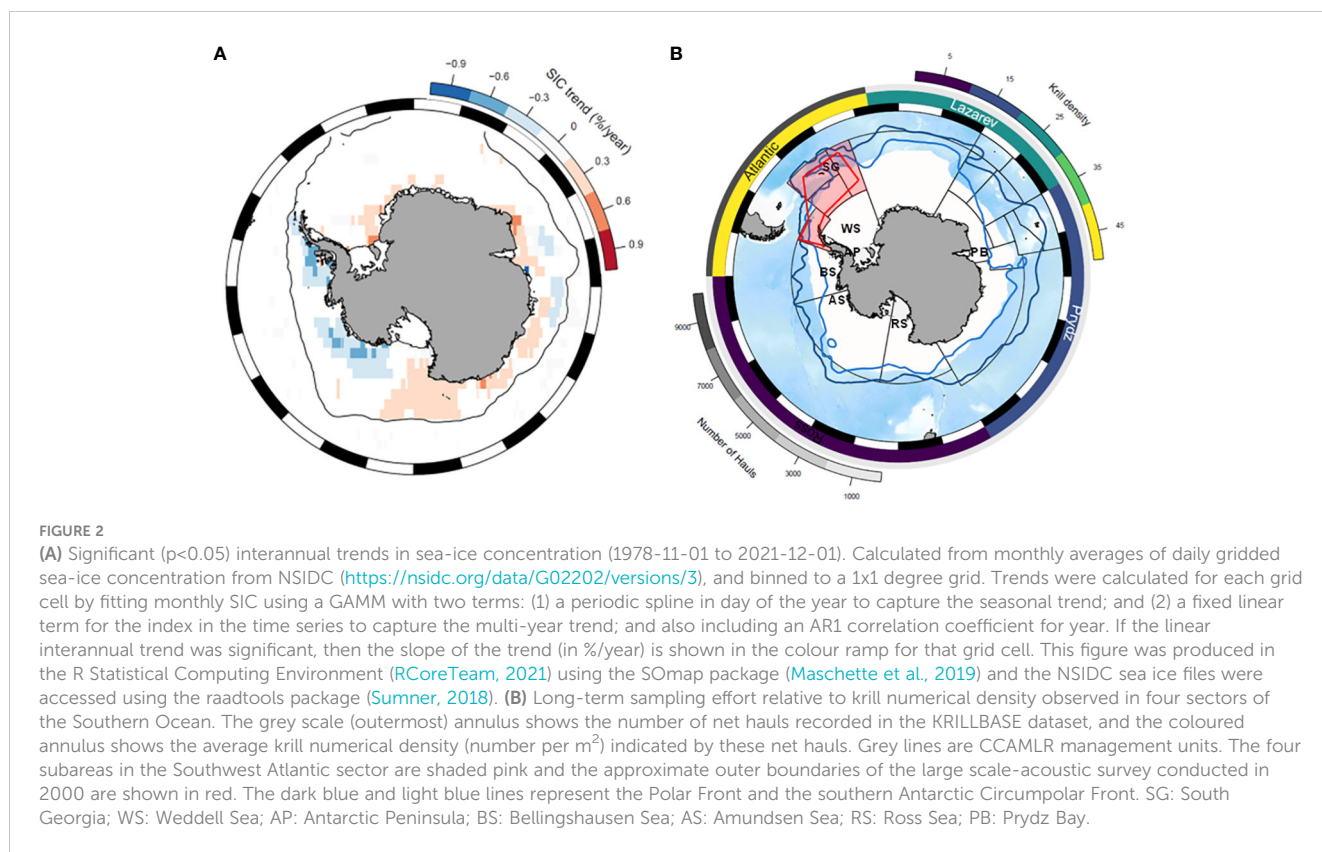 A
−0.9
−0.6
−0.3
0
0.3
0.6
0.9
SIC trend (%/year)
B
5
15
25
35
45
Krill density
Atlantic
Lazarev
Prydz
SG
WS
AP
BS
AS
RS
PB
9000
7000
5000
3000
1000
Number of Hauls
FIGURE 2
(A) Significant (p<0.05) interannual trends in sea-ice concentration (1978-11-01 to 2021-12-01). Calculated from monthly averages of daily gridded
sea-ice concentration from NSIDC (https://nsidc.org/data/G02202/versions/3), and binned to a 1x1 degree grid. Trends were calculated for each grid
cell by fitting monthly SIC using a GAMM with two terms: (1) a periodic spline in day of the year to capture the seasonal trend; and (2) a fixed linear
term for the index in the time series to capture the multi-year trend; and also including an AR1 correlation coefficient for year. If the linear
interannual trend was significant, then the slope of the trend (in %/year) is shown in the colour ramp for that grid cell. This figure was produced in
the R Statistical Computing Environment (RCoreTeam, 2021) using the SOmap package (Maschette et al., 2019) and the NSIDC sea ice files were
accessed using the raadtools package (Sumner, 2018). (B) Long-term sampling effort relative to krill numerical density observed in four sectors of
the Southern Ocean. The grey scale (outermost) annulus shows the number of net hauls recorded in the KRILLBASE dataset, and the coloured
annulus shows the average krill numerical density (number per m²) indicated by these net hauls. Grey lines are CCAMLR management units. The four
subareas in the Southwest Atlantic sector are shaded pink and the approximate outer boundaries of the large scale-acoustic survey conducted in
2000 are shown in red. The dark blue and light blue lines represent the Polar Front and the southern Antarctic Circumpolar Front. SG: South
Georgia; WS: Weddell Sea; AP: Antarctic Peninsula; BS: Bellingshausen Sea; AS: Amundsen Sea; RS: Ross Sea; PB: Prydz Bay.